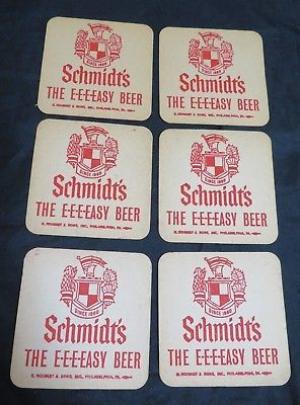 SINCE 1860
Schmidt's
THE E-E-E-EASY BEER
C. SCHMIDT & SONS, INC., PHILADELPHIA, PA.
SINCE 1860
Schmidt's
THE E-E-E-EASY BEER
C. SCHMIDT & SONS, INC., PHILADELPHIA, PA.
SINCE 1860
Schmidt's
THE E-E-E-EASY BEER
C. SCHMIDT & SONS, INC., PHILADELPHIA, PA.
SINCE 1860
Schmidt's
THE E-E-E-EASY BEER
C. SCHMIDT & SONS, INC., PHILADELPHIA, PA.
SINCE 1860
Schmidt's
THE E-E-E-EASY BEER
C. SCHMIDT & SONS, INC., PHILADELPHIA, PA.
SINCE 1860
Schmidt's
THE E-E-E-EASY BEER
C. SCHMIDT & SONS, INC., PHILADELPHIA, PA.